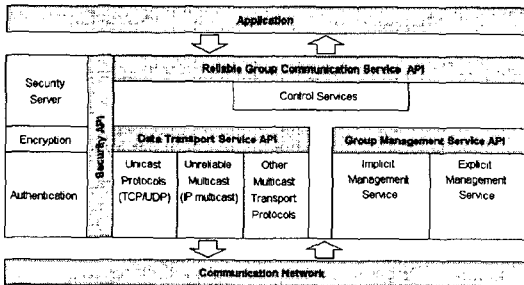 Application
Reliable Group Communication Service API
Control Services
Security
Server
Security API
Encryption
Authentication
Data Transport Service API
Unicast
Protocols
(TCP/UDP)
Unreliable
Multicast
(IP multicast)
Other
Multicast
Transport
Protocols
Group Management Service API
Implicit
Management
Service
Explicit
Management
Service
Communication Network